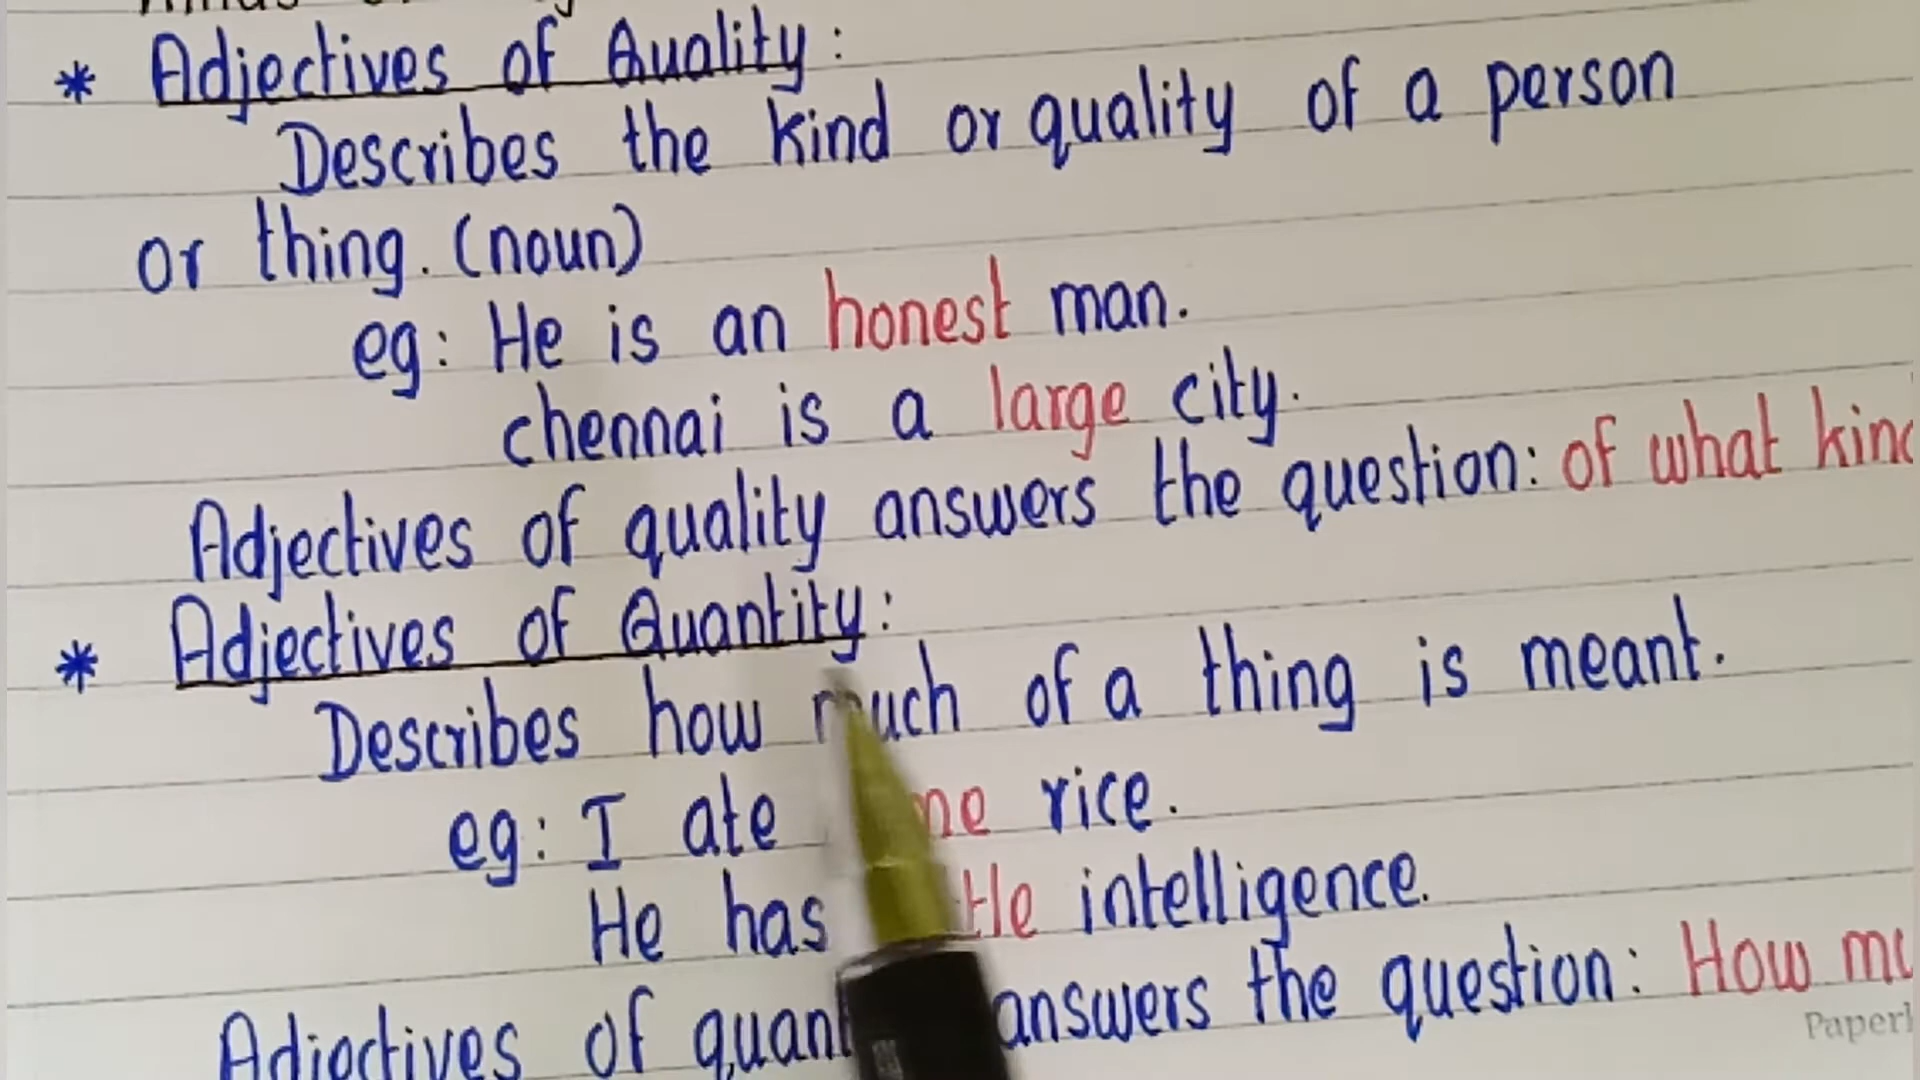 * Adjectives of Quality:
Describes the kind or quality of a person
or thing. (noun)
eg: He is an honest man.
chennai is a large city.
Adjectives of quality answers the question: of what
* Adjectives of Quantity:
Describes how much of a thing is meant.
eg: I ate rice.
He has intelligence.
Adjectives of answers the question: How